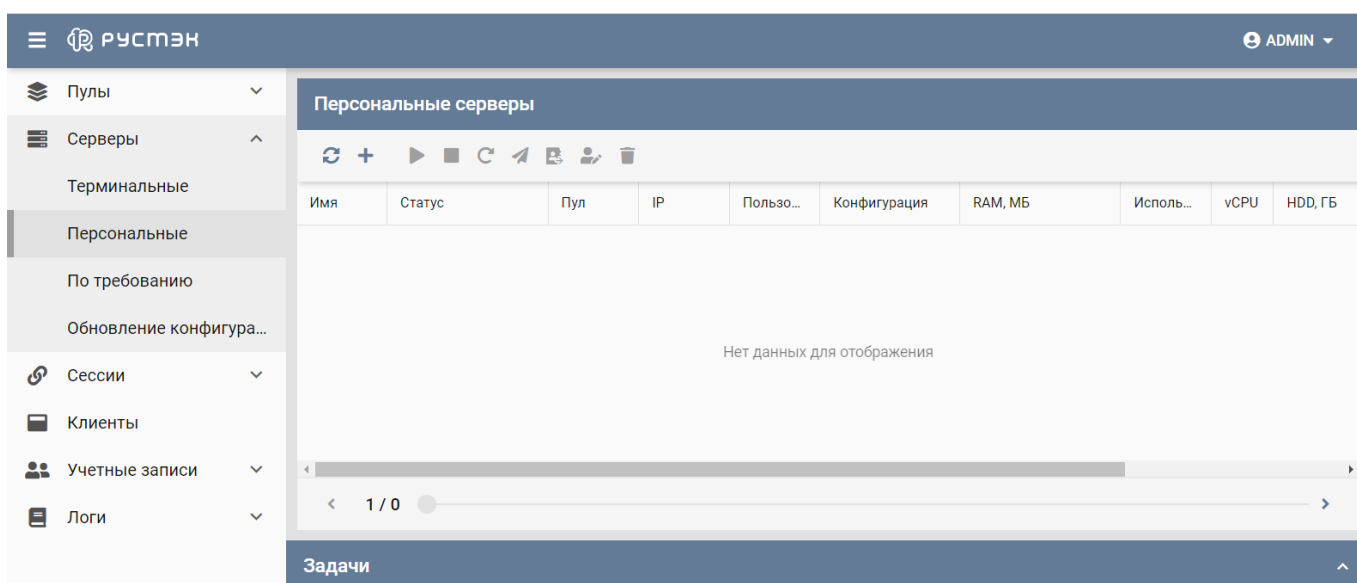 РУСТЭК
ADMIN
Пулы
Серверы
Терминальные
Персональные
По требованию
Обновление конфигура...
Сессии
Клиенты
Учетные записи
Логи
Персональные серверы
Имя Статус Пул IP Пользо... Конфигурация RAM, МБ Исполь... vCPU HDD, ГБ
Нет данных для отображения
1 / 0
Задачи